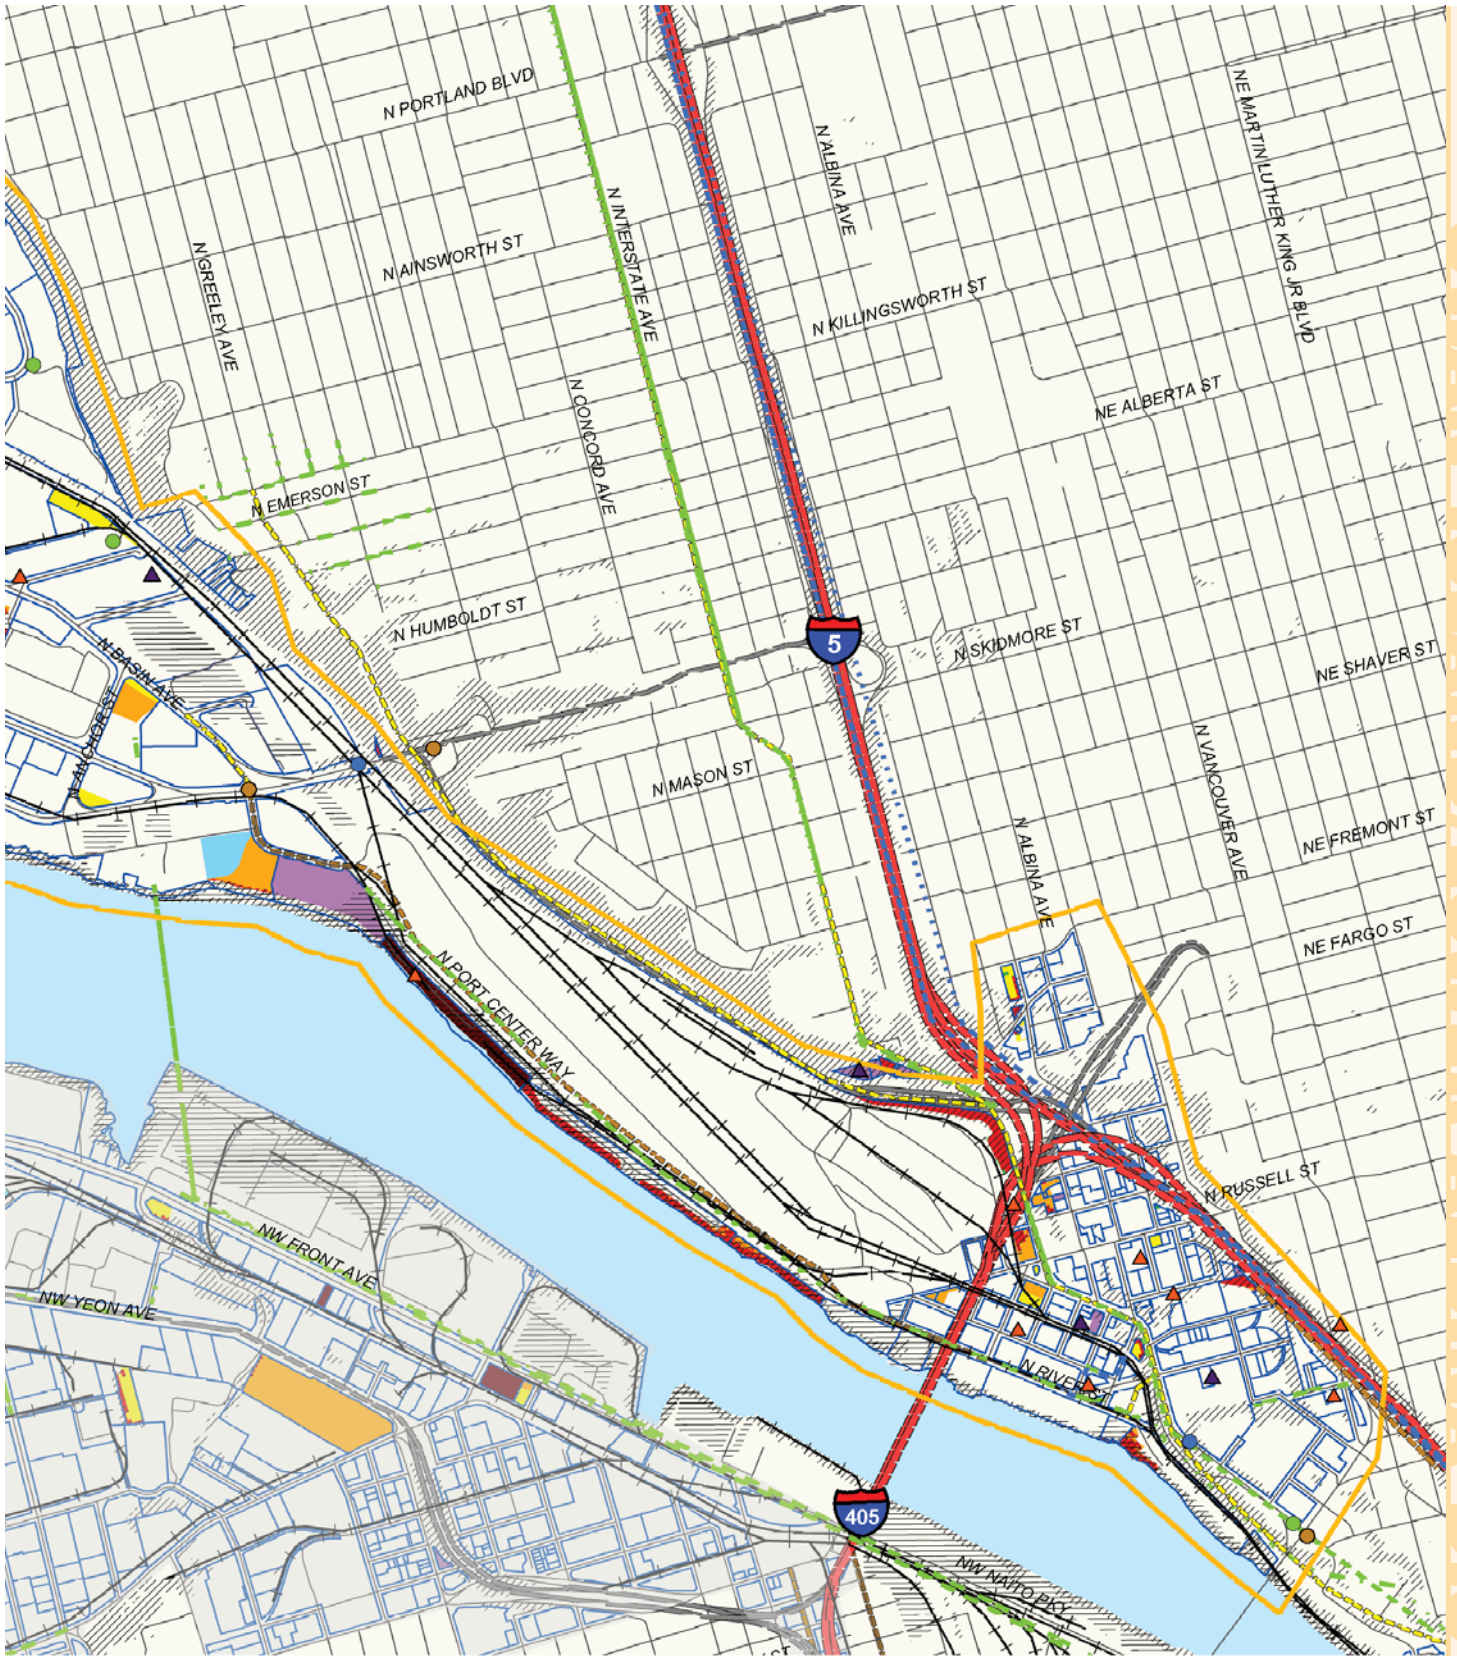 N PORTLAND BLVD
N ALBINA AVE
NE MARTIN LUTHER KING JR BLVD
N INTERSTATE AVE
N GREELEY AVE
N AINSWORTH ST
N KILLINGSWORTH ST
N CONCORD AVE
NE ALBERTA ST
N EMERSON ST
N HUMBOLDT ST
5
N SKIDMORE ST
NE SHAVER ST
N BASIN AVE
N ANCHOR ST
N MASON ST
N VANCOUVER AVE
N ALBINA AVE
NE FREMONT ST
NE FARGO ST
N PORT CENTER WAY
N RUSSELL ST
NW FRONT AVE
NW YEON AVE
N RIVER ST
405
NW NAITO PKY
ST